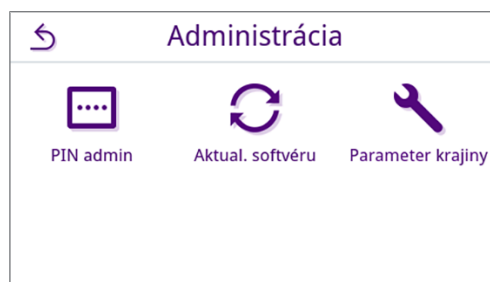 Administrácia
PIN admin
Aktual. softvéru
Parameter krajiny